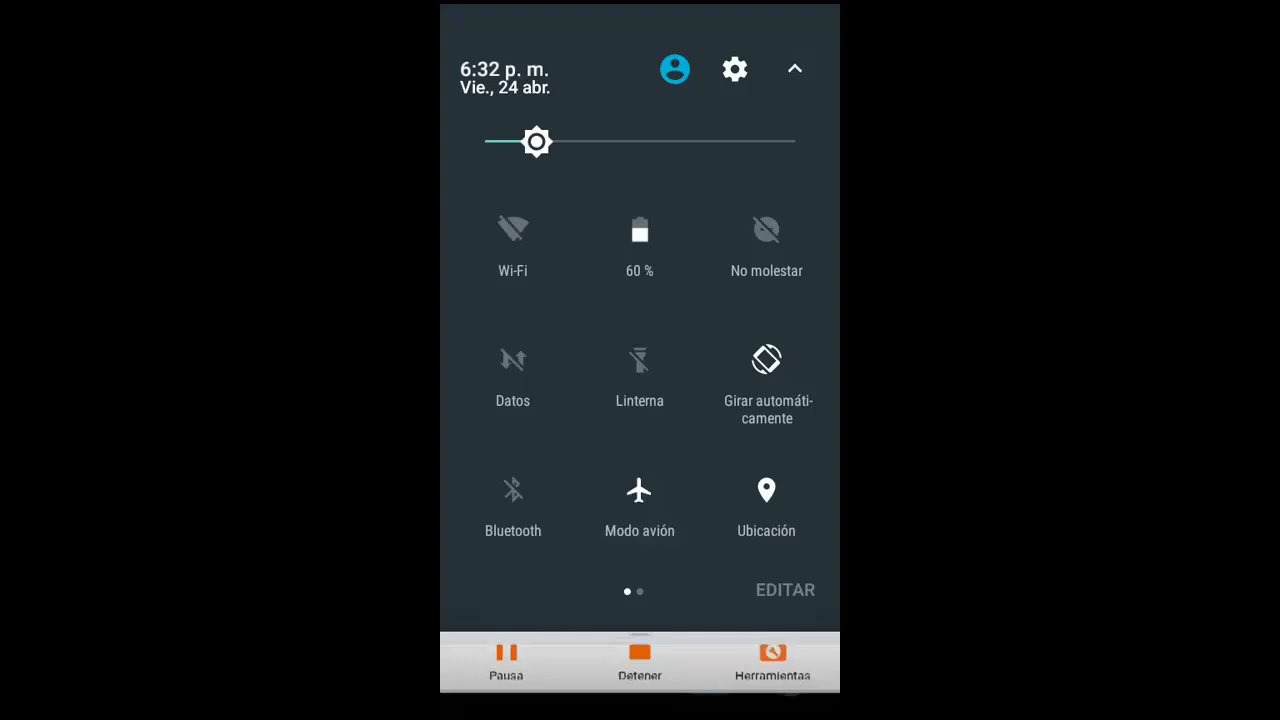 6:32 p. m.
Vie., 24 abr.
Wi-Fi
60 %
No molestar
Datos
Linterna
Girar automáti-
camente
Bluetooth
Modo avión
Ubicación
EDITAR
Pausa
Detener
Herramientas